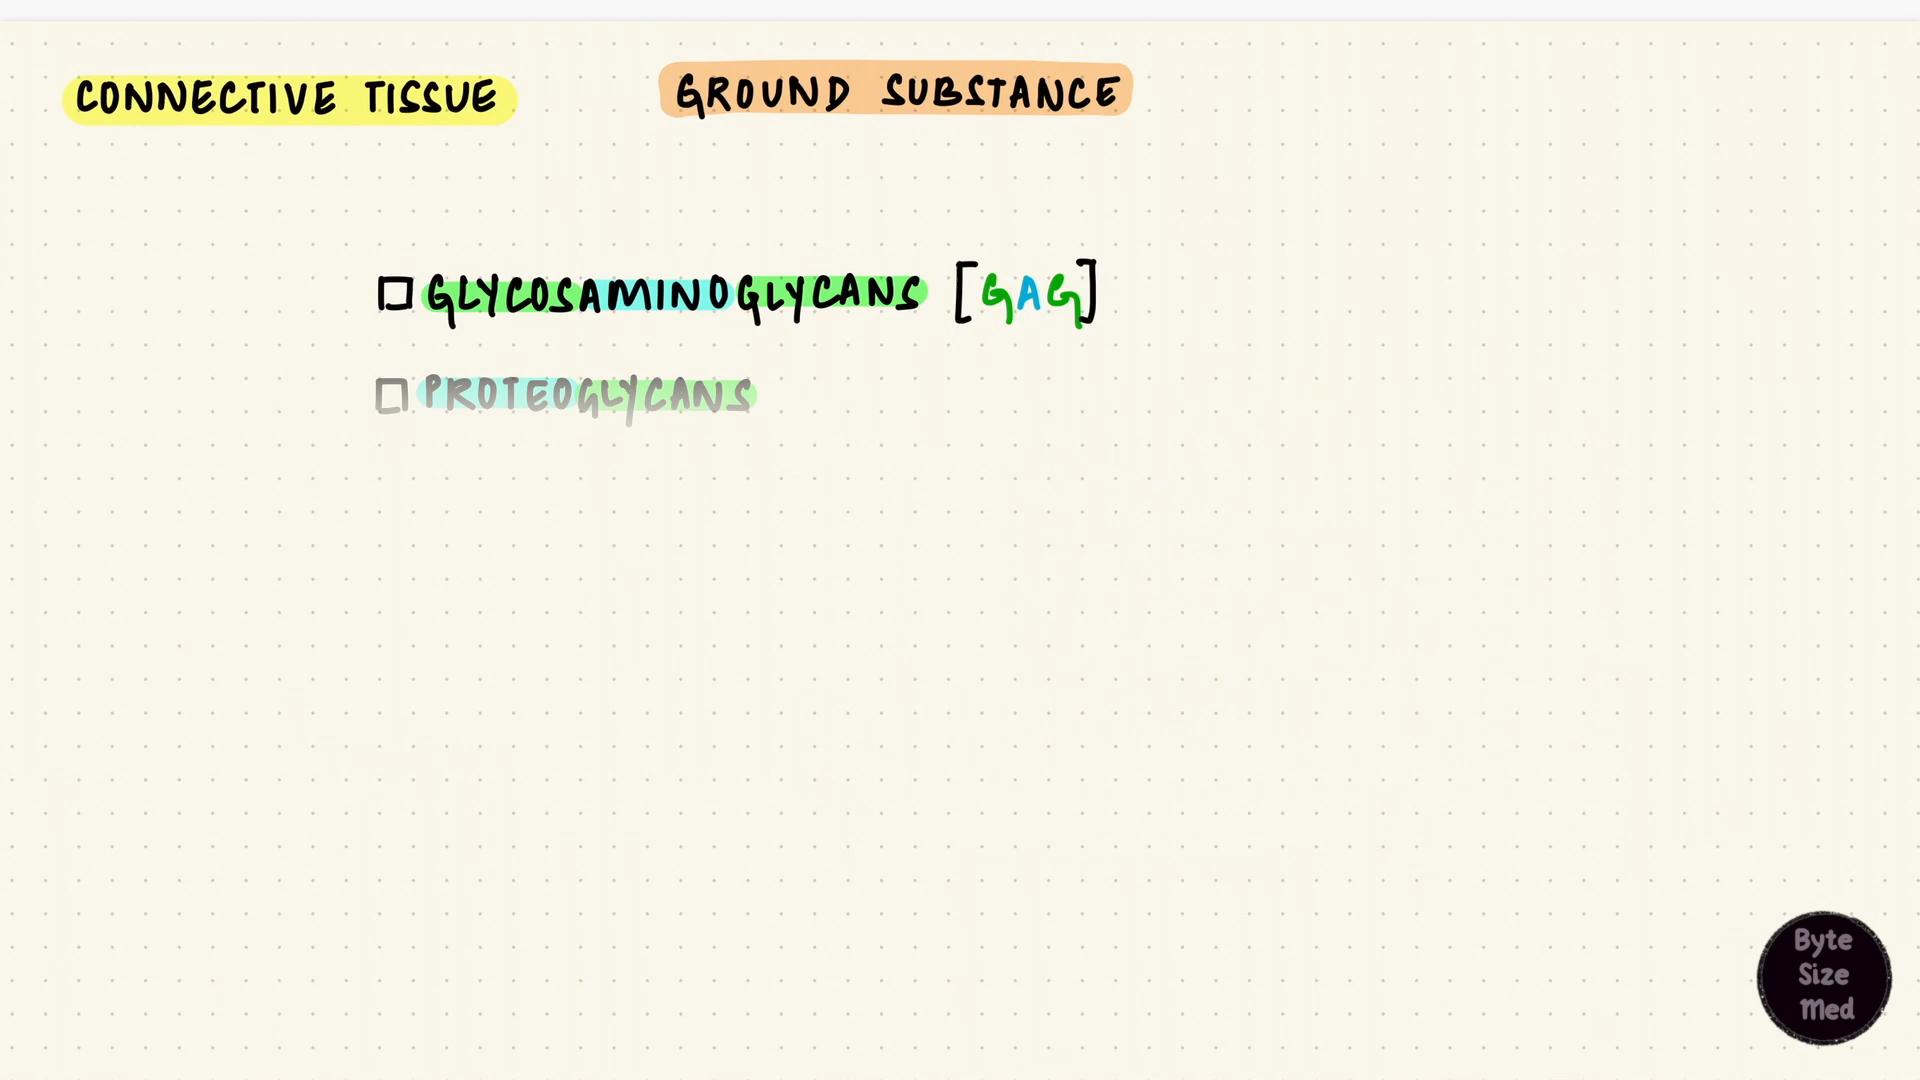 CONNECTIVE TISSUE
GROUND SUBSTANCE
GLYCOSAMINOGLYCANS [GAG]
PROTEOGLYCANS
Byte
Size
Med